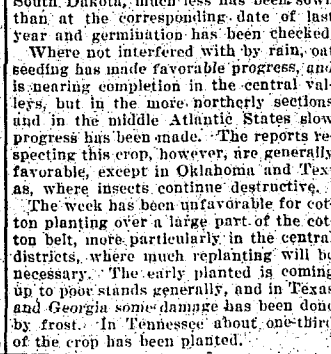 South Dakota, much less has been sown
than at the corresponding date of last
year and germination has been checked
Where not interfered with by rain, oat
seeding has made favorable progress, and
is nearing completion in the central val-
leys, but in the more northerly sections
and in the middle Atlantic States slow
progress has been made. The reports re-
specting this crop, however, are generally
favorable, except in Oklahoma and Tex-
as, where insects continue destructive.
The week has been unfavorable for cot-
ton planting over a large part of the cot-
ton belt, more particularly in the central
districts, where much replanting will be
necessary. The early planted is coming
up to poor stands generally, and in Texas
and Georgia some damage has been done
by frost. In Tennessee about one-third
of the crop has been planted.